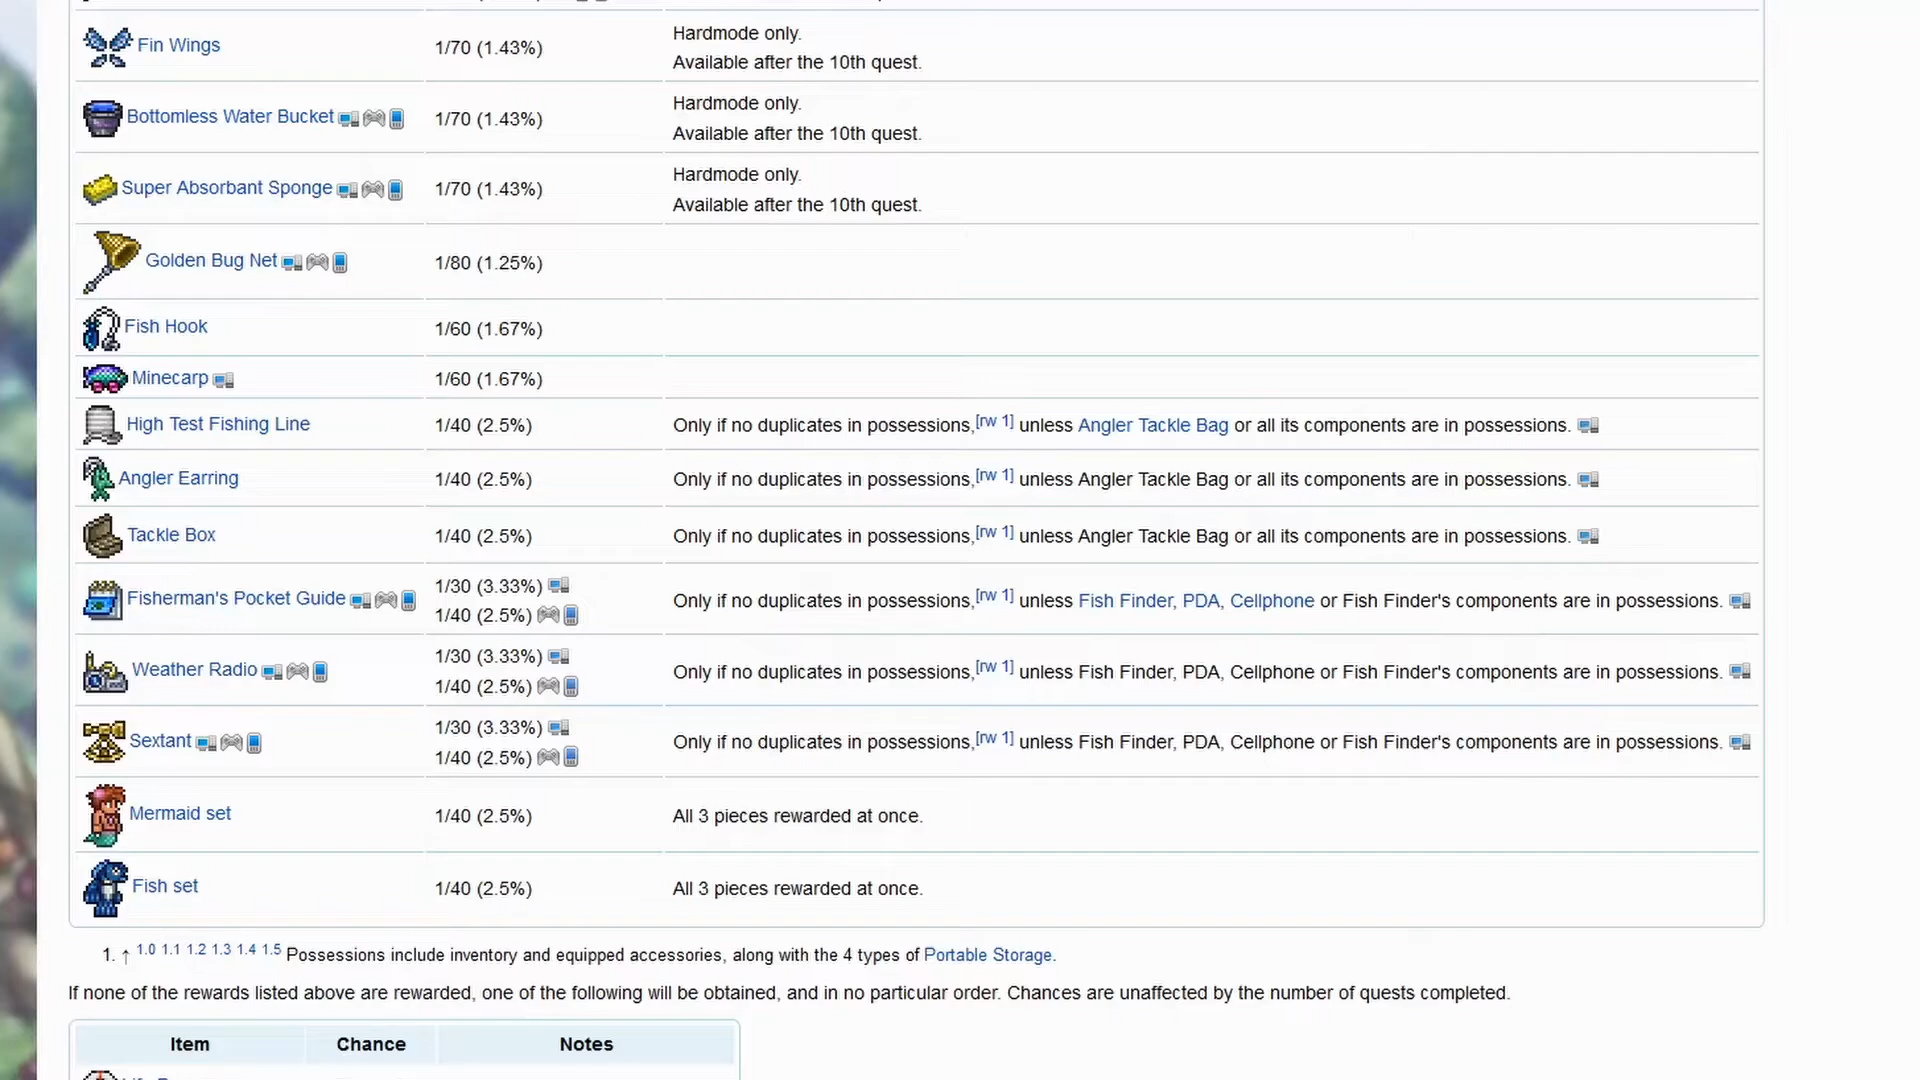 Fin Wings 1/70 (1.43%) Hardmode only.
Available after the 10th quest.
Bottomless Water Bucket 1/70 (1.43%) Hardmode only.
Available after the 10th quest.
Super Absorbant Sponge 1/70 (1.43%) Hardmode only.
Available after the 10th quest.
Golden Bug Net 1/80 (1.25%)
Fish Hook 1/60 (1.67%)
Minecarp 1/60 (1.67%)
High Test Fishing Line 1/40 (2.5%) Only if no duplicates in possessions,[rw 1] unless Angler Tackle Bag or all its components are in possessions.
Angler Earring 1/40 (2.5%) Only if no duplicates in possessions,[rw 1] unless Angler Tackle Bag or all its components are in possessions.
Tackle Box 1/40 (2.5%) Only if no duplicates in possessions,[rw 1] unless Angler Tackle Bag or all its components are in possessions.
Fisherman's Pocket Guide 1/30 (3.33%)
1/40 (2.5%) Only if no duplicates in possessions,[rw 1] unless Fish Finder, PDA, Cellphone or Fish Finder's components are in possessions.
Weather Radio 1/30 (3.33%)
1/40 (2.5%) Only if no duplicates in possessions,[rw 1] unless Fish Finder, PDA, Cellphone or Fish Finder's components are in possessions.
Sextant 1/30 (3.33%)
1/40 (2.5%) Only if no duplicates in possessions,[rw 1] unless Fish Finder, PDA, Cellphone or Fish Finder's components are in possessions.
Mermaid set 1/40 (2.5%) All 3 pieces rewarded at once.
Fish set 1/40 (2.5%) All 3 pieces rewarded at once.
1. ↑ 1.0 1.1 1.2 1.3 1.4 1.5 Possessions include inventory and equipped accessories, along with the 4 types of Portable Storage.
If none of the rewards listed above are rewarded, one of the following will be obtained, and in no particular order. Chances are unaffected by the number of quests completed.
Item Chance Notes